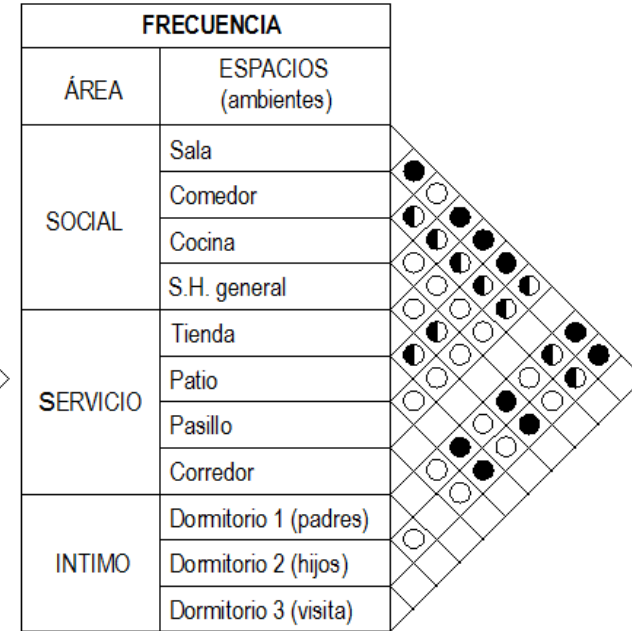 FRECUENCIA
ÁREA
ESPACIOS
(ambientes)
SOCIAL
Sala
Comedor
Cocina
S.H. general
SERVICIO
Tienda
Patio
Pasillo
Corredor
INTIMO
Dormitorio 1 (padres)
Dormitorio 2 (hijos)
Dormitorio 3 (visita)